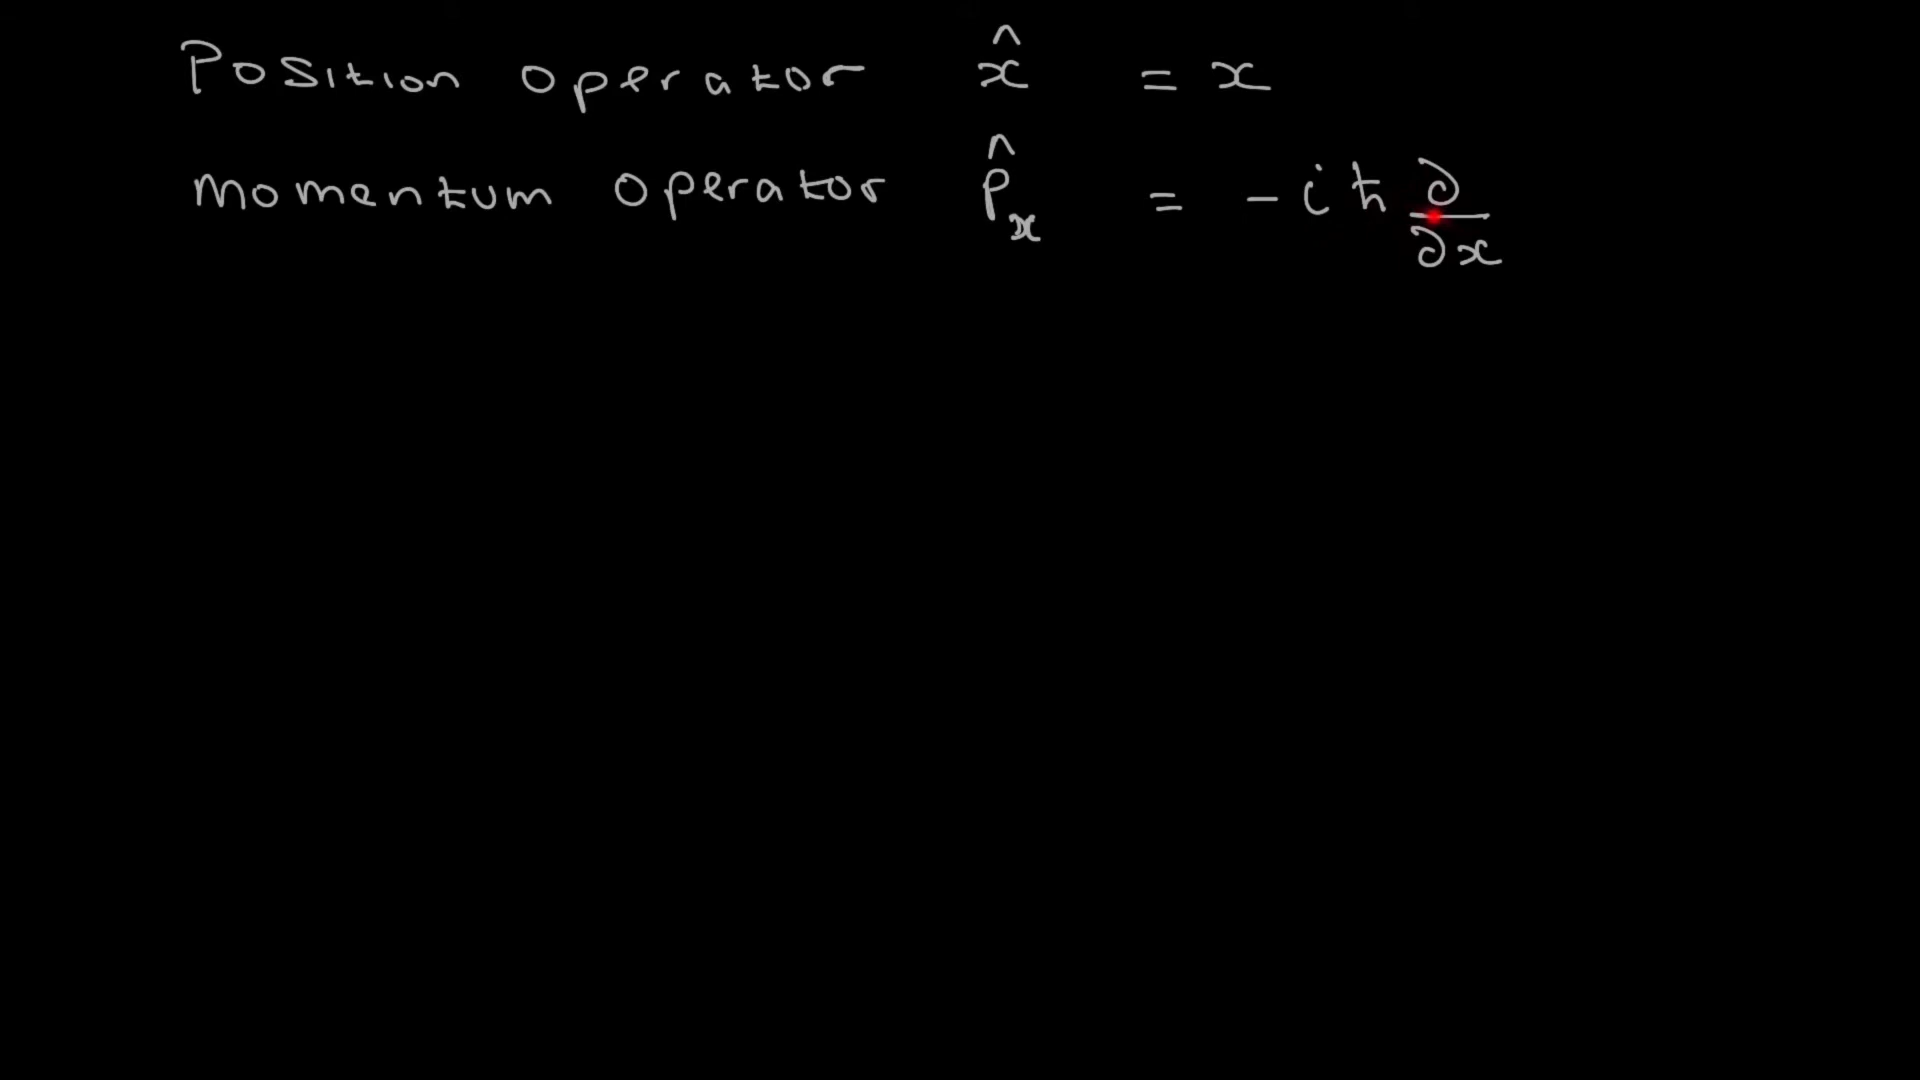 Position operator x̂ = x
Momentum operator p̂ₓ = -iħ ∂/∂x